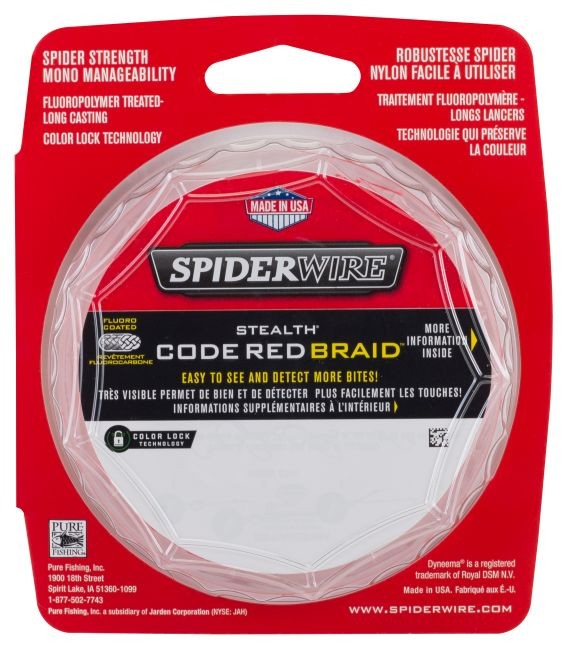 SPIDER STRENGTH
MONO MANAGEABILITY
FLUOROPOLYMER TREATED-
LONG CASTING
COLOR LOCK TECHNOLOGY
ROBUSTESSE SPIDER
NYLON FACILE À UTILISER
TRAITEMENT FLUOROPOLYMÈRE -
LONGS LANCERS
TECHNOLOGIE QUI PRÉSERVE
LA COULEUR
MADE IN USA
SPIDERWIRE®
FLUORO
COATED
REVÊTEMENT
FLUOROCARBONE
STEALTH®
CODE RED BRAID™
MORE
INFORMATION
INSIDE
EASY TO SEE AND DETECT MORE BITES!
TRÈS VISIBLE PERMET DE BIEN ET DE DÉTECTER PLUS FACILEMENT LES TOUCHES!
INFORMATIONS SUPPLÉMENTAIRES À L'INTÉRIEUR
COLOR LOCK
TECHNOLOGY
PURE
FISHING
Pure Fishing, Inc.
1900 18th Street
Spirit Lake, IA 51360-1099
1-877-502-7743
Pure Fishing, Inc. a subsidiary of Jarden Corporation (NYSE: JAH)
Dyneema® is a registered
trademark of Royal DSM N.V.
Made in USA. Fabriqué aux É.-U.
WWW.SPIDERWIRE.COM